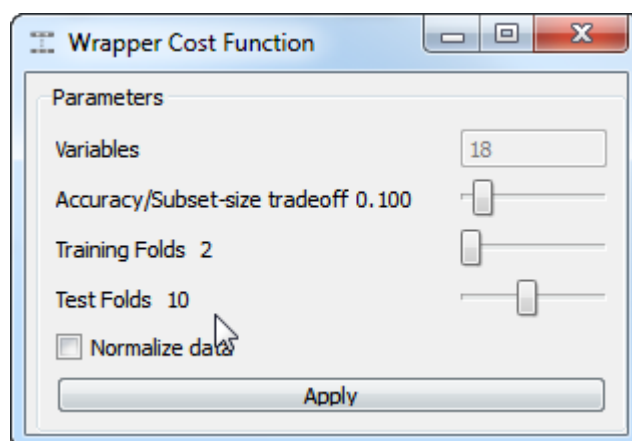 Wrapper Cost Function
Parameters
Variables 18
Accuracy/Subset-size tradeoff 0.100
Training Folds 2
Test Folds 10
Normalize data
Apply